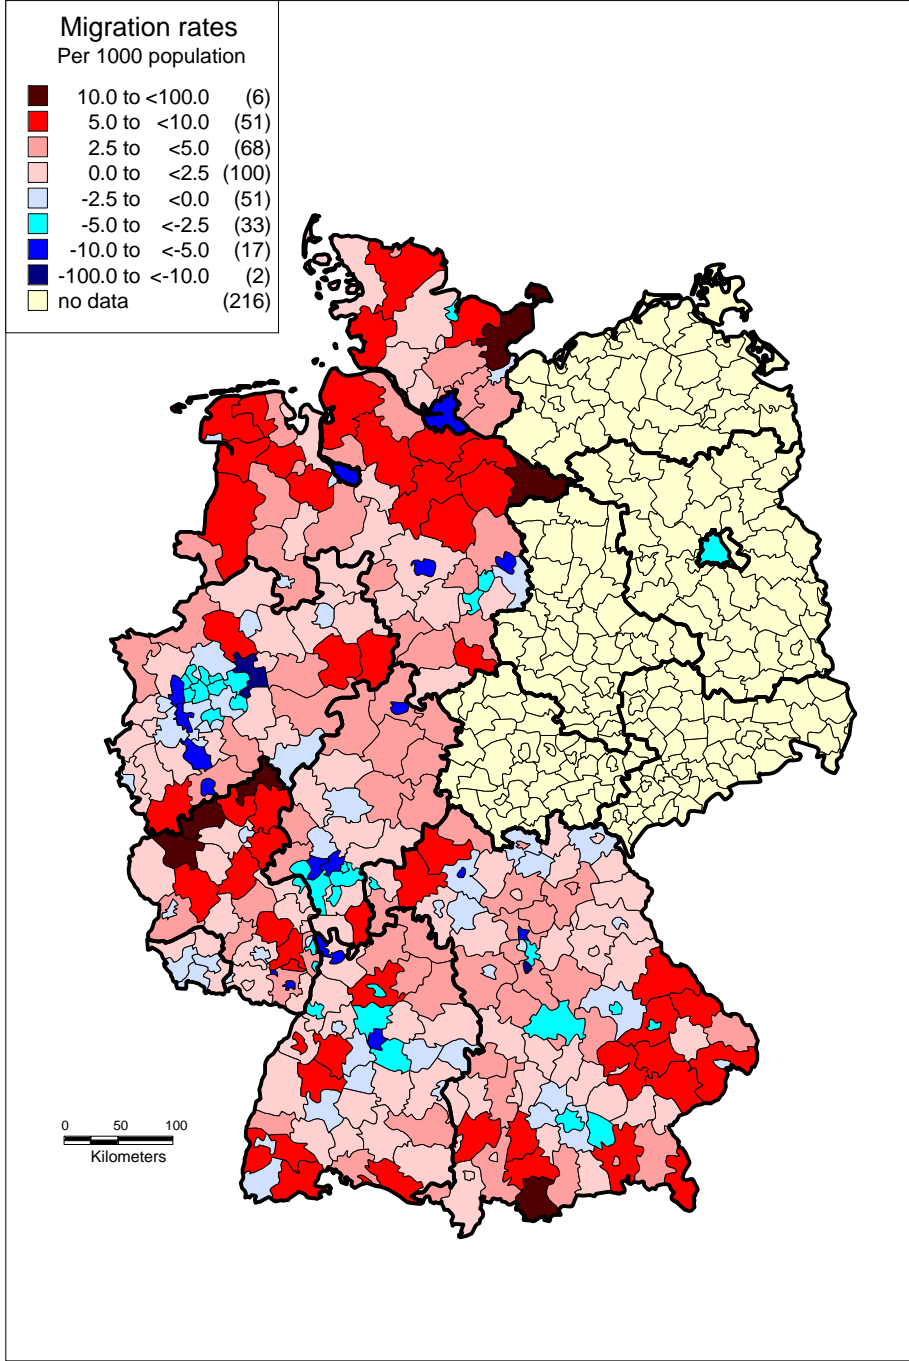 Migration rates
Per 1000 population
10.0 to <100.0 (6)
5.0 to <10.0 (51)
2.5 to <5.0 (68)
0.0 to <2.5 (100)
-2.5 to <0.0 (51)
-5.0 to <-2.5 (33)
-10.0 to <-5.0 (17)
-100.0 to <-10.0 (2)
no data (216)
0 50 100
Kilometers